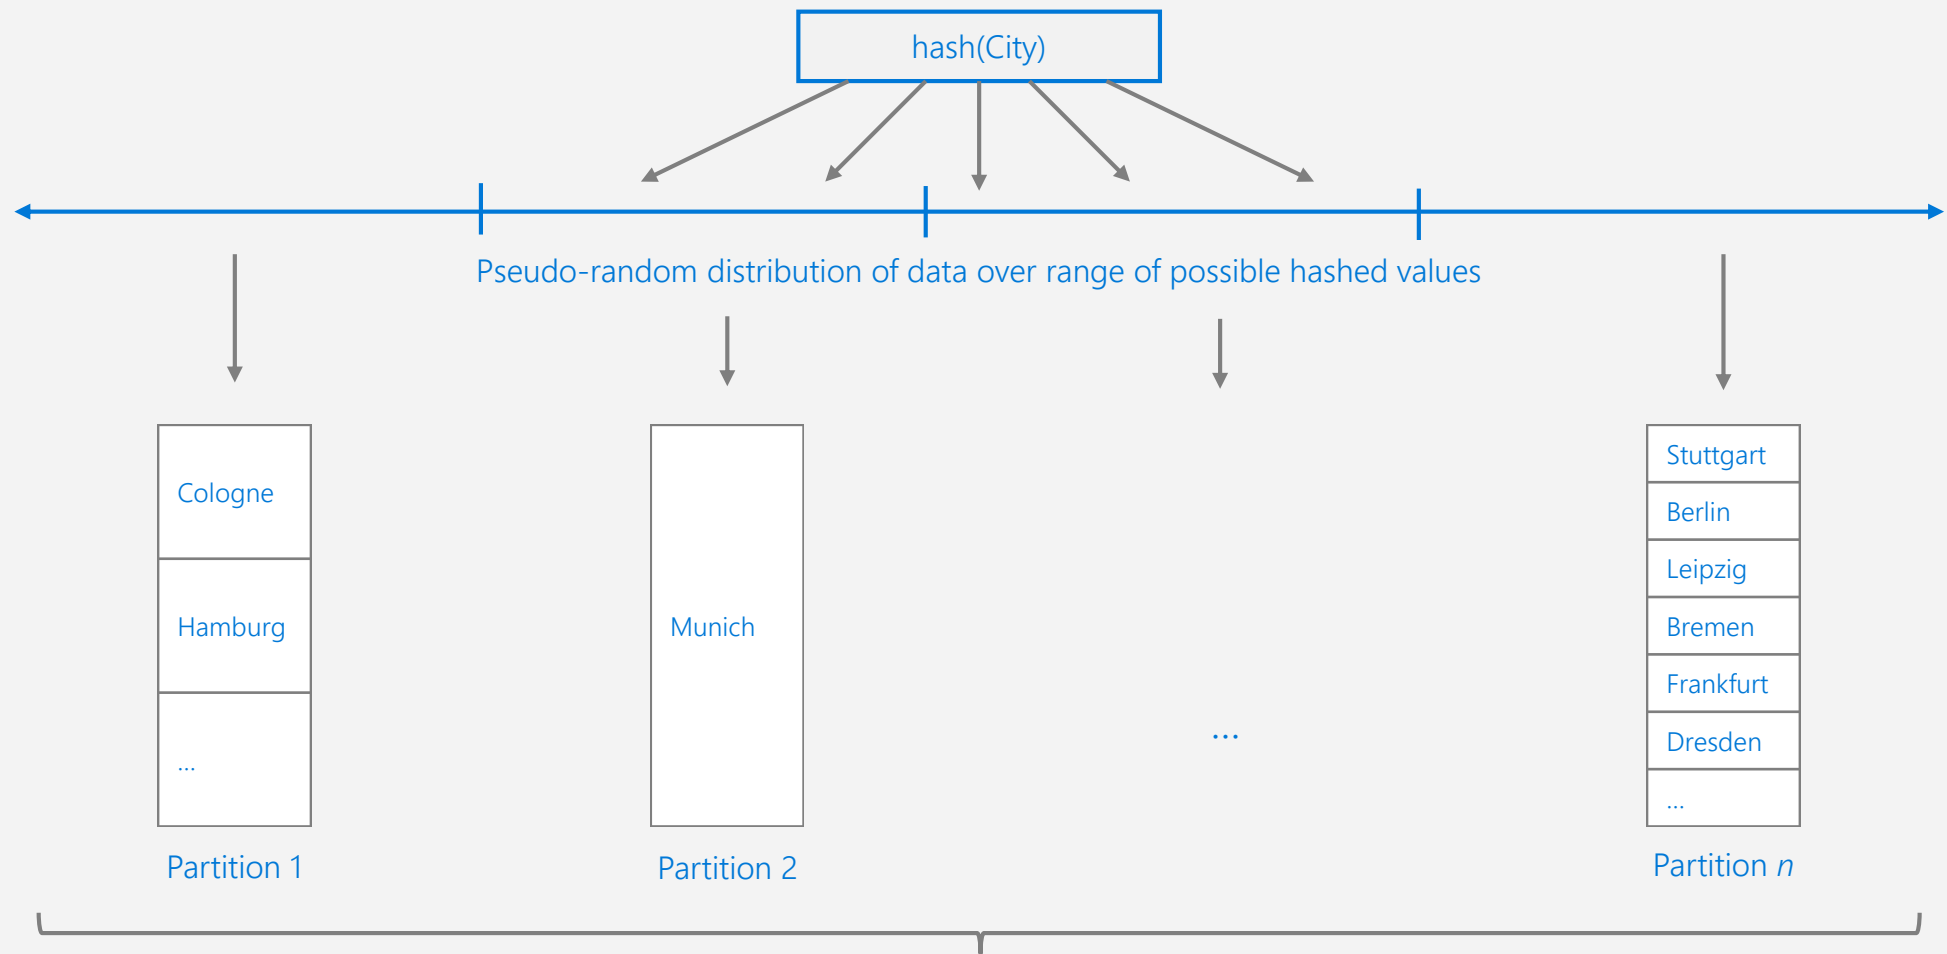 hash(City)
Pseudo-random distribution of data over range of possible hashed values
Cologne
Hamburg
...
Partition 1
Munich
Partition 2
...
Stuttgart
Berlin
Leipzig
Bremen
Frankfurt
Dresden
...
Partition n